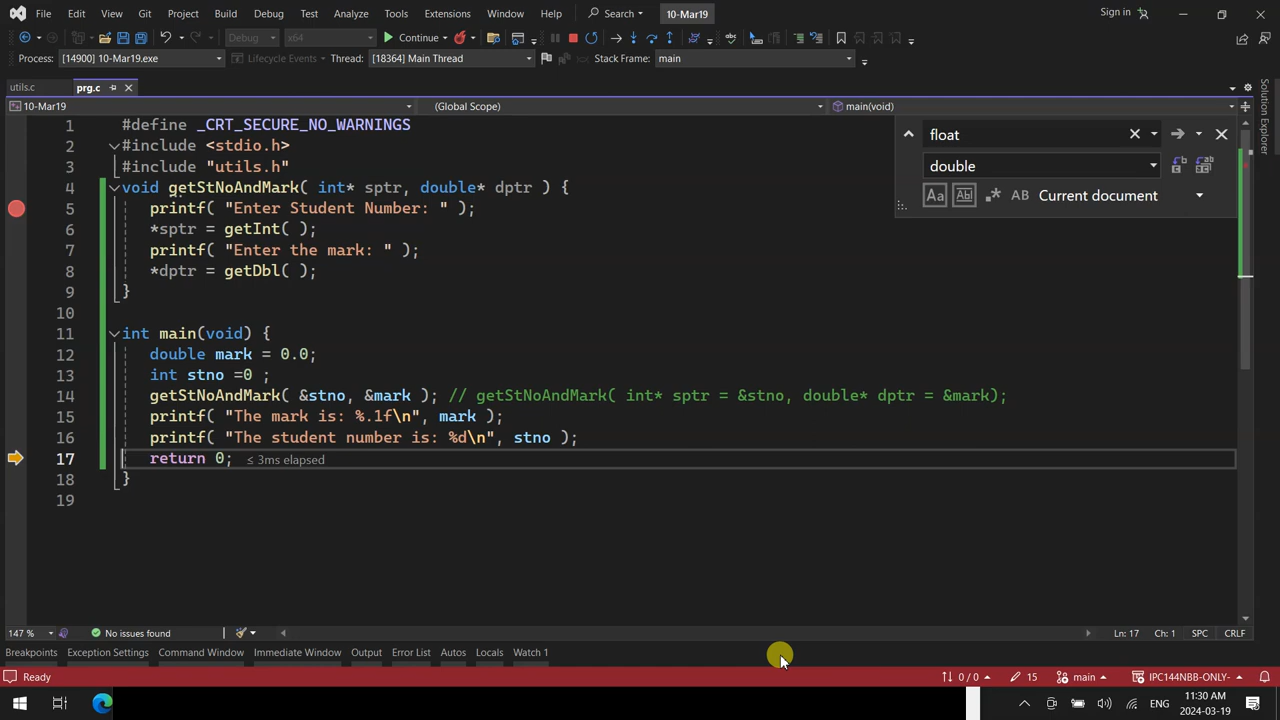 File Edit View Git Project Build Debug Test Analyze Tools Extensions Window Help Search 10-Mar19 Sign in
Debug x64 Continue
Process: [14900] 10-Mar19.exe Lifecycle Events Thread: [18364] Main Thread Stack Frame: main
utils.c prg.c
10-Mar19 (Global Scope) main(void)
float
double
Aa Abl .* AB Current document
1 #define _CRT_SECURE_NO_WARNINGS
2 #include <stdio.h>
3 #include "utils.h"
4 void getStNoAndMark( int* sptr, double* dptr ) {
5 printf( "Enter Student Number: " );
6 *sptr = getInt( );
7 printf( "Enter the mark: " );
8 *dptr = getDbl( );
9 }
10
11 int main(void) {
12 double mark = 0.0;
13 int stno =0 ;
14 getStNoAndMark( &stno, &mark ); // getStNoAndMark( int* sptr = &stno, double* dptr = &mark);
15 printf( "The mark is: %.1f\n", mark );
16 printf( "The student number is: %d\n", stno );
17 return 0; ≤ 3ms elapsed
18 }
19
147 % No issues found Ln: 17 Ch: 1 SPC CRLF
Breakpoints Exception Settings Command Window Immediate Window Output Error List Autos Locals Watch 1
Ready 0 / 0 15 main IPC144NBB-ONLY-
Solution Explorer
ENG 11:30 AM
2024-03-19